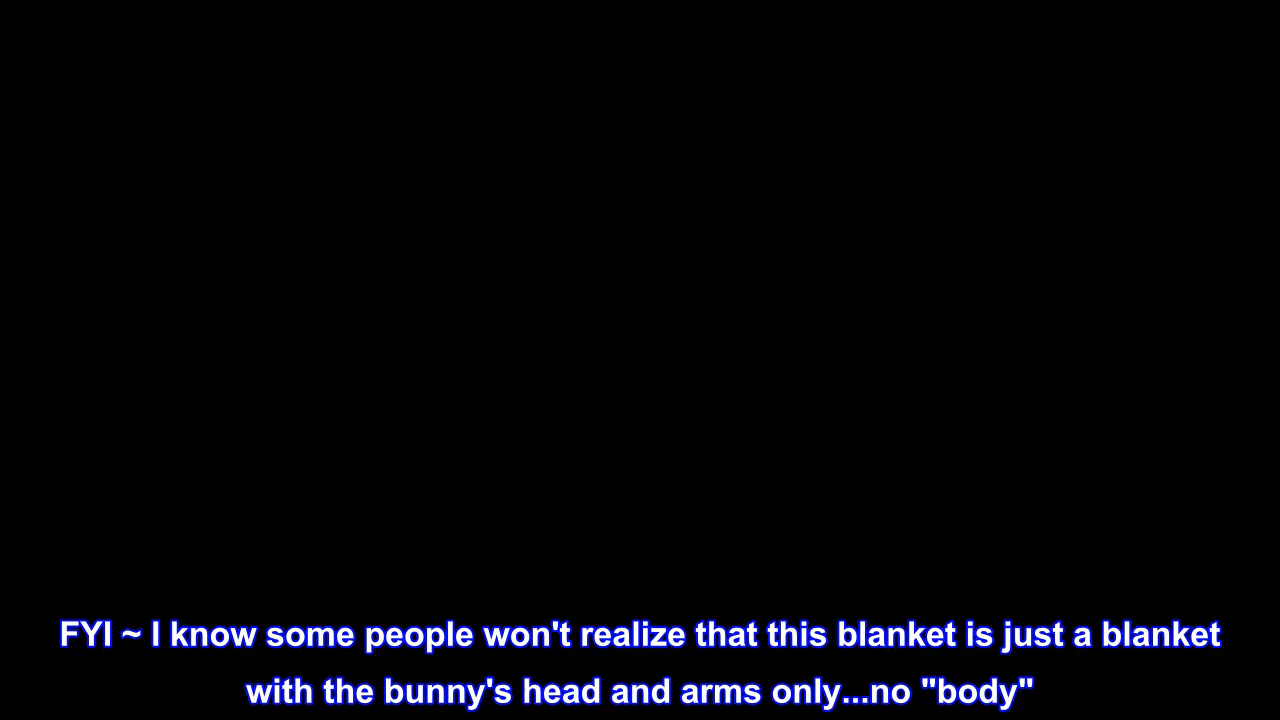 FYI ~ I know some people won't realize that this blanket is just a blanket
with the bunny's head and arms only...no "body"